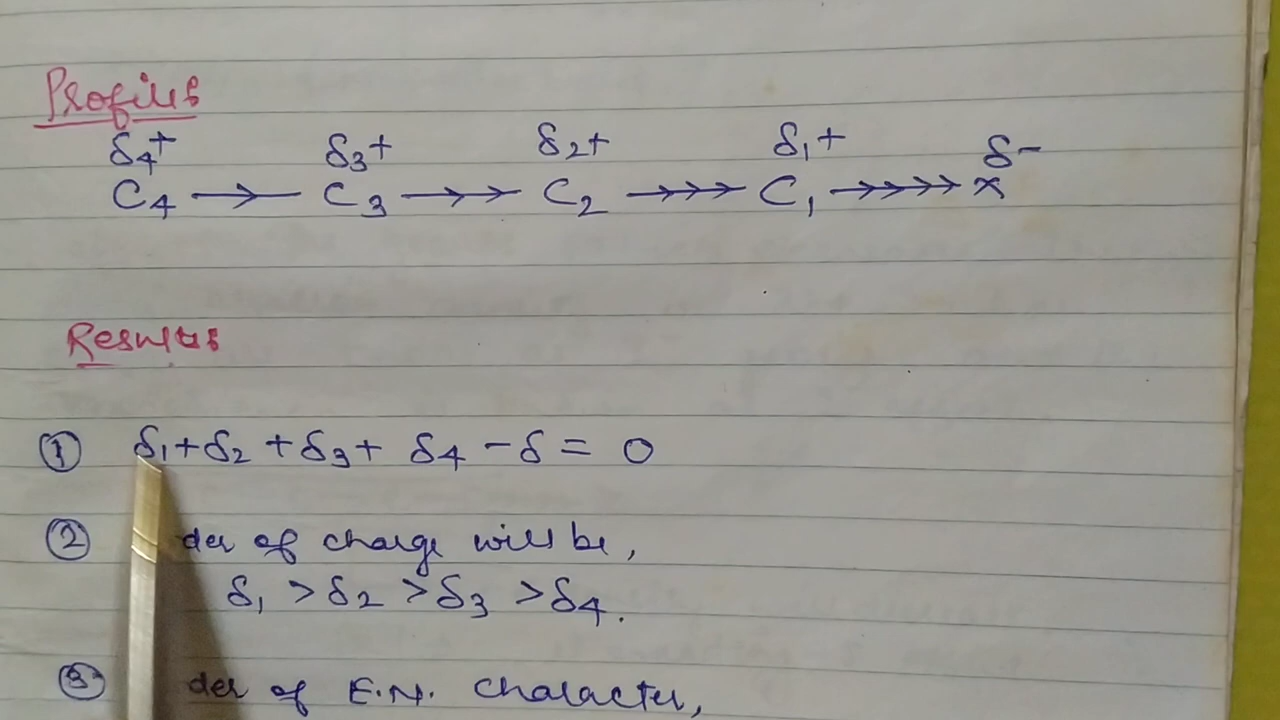 Profiles
δ4+ δ3+ δ2+ δ1+ δ-
C4 → C3 →→ C2 →→→ C1 →→→→ x
Results
① δ1+δ2+δ3+ δ4 -δ = 0
② der of charge will be,
δ1 >δ2 >δ3 >δ4.
③ der of E.N. character,